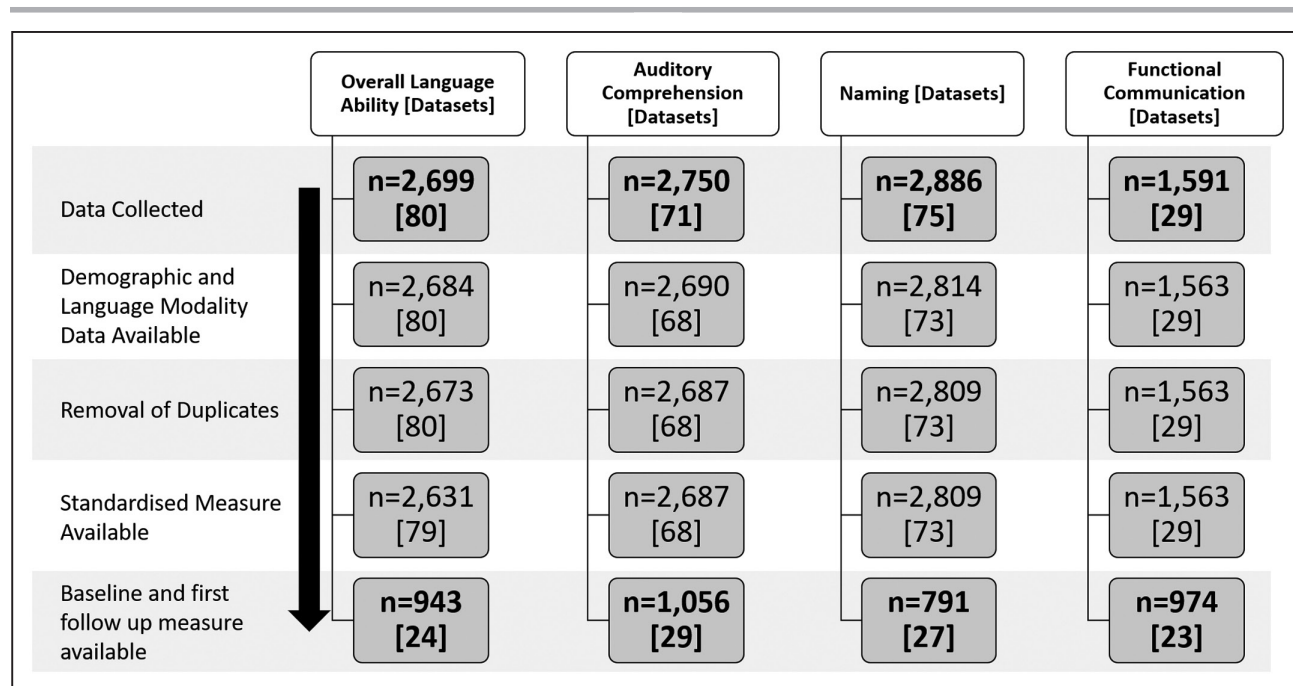 Overall Language
Ability [Datasets]
Auditory
Comprehension
[Datasets]
Naming [Datasets]
Functional
Communication
[Datasets]
Data Collected
n=2,699
[80]
n=2,750
[71]
n=2,886
[75]
n=1,591
[29]
Demographic and
Language Modality
Data Available
n=2,684
[80]
n=2,690
[68]
n=2,814
[73]
n=1,563
[29]
Removal of Duplicates
n=2,673
[80]
n=2,687
[68]
n=2,809
[73]
n=1,563
[29]
Standardised Measure
Available
n=2,631
[79]
n=2,687
[68]
n=2,809
[73]
n=1,563
[29]
Baseline and first
follow up measure
available
n=943
[24]
n=1,056
[29]
n=791
[27]
n=974
[23]